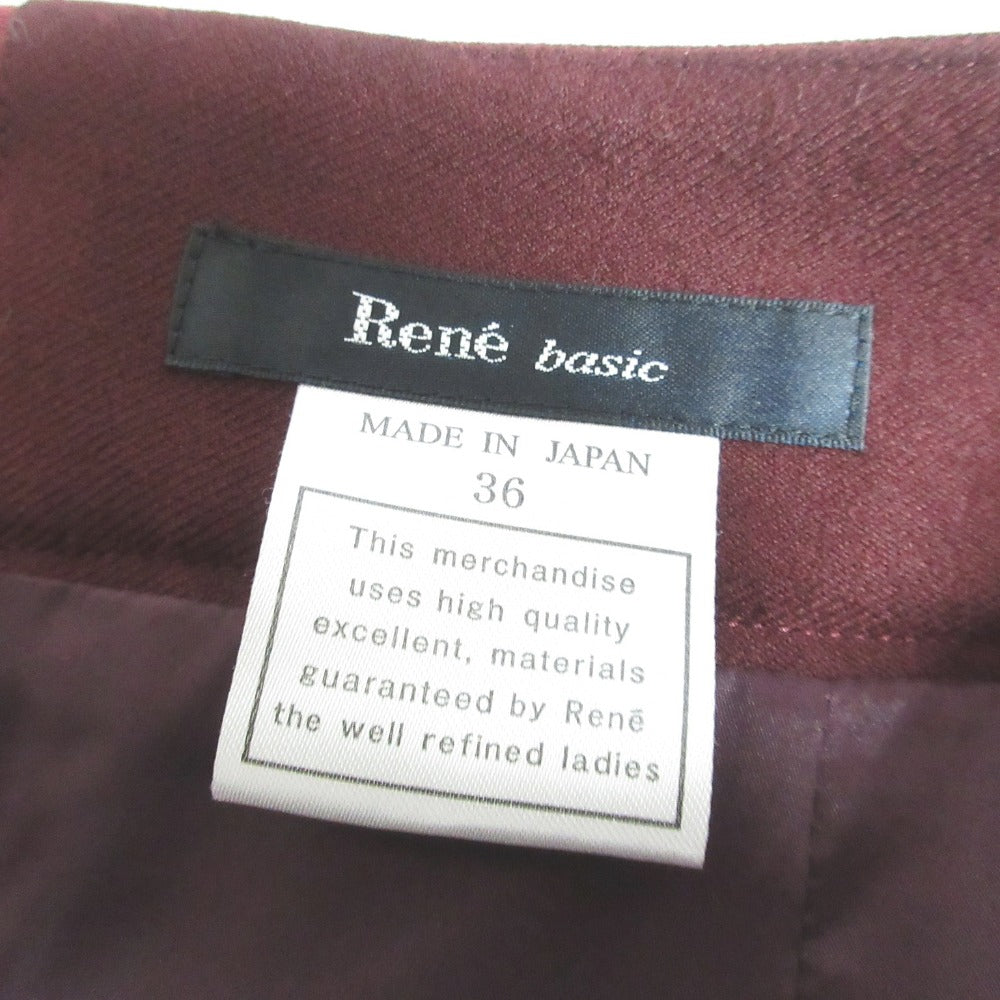 René basic
MADE IN JAPAN
36
This merchandise
uses high quality
excellent, materials
guaranteed by René
the well refined ladies